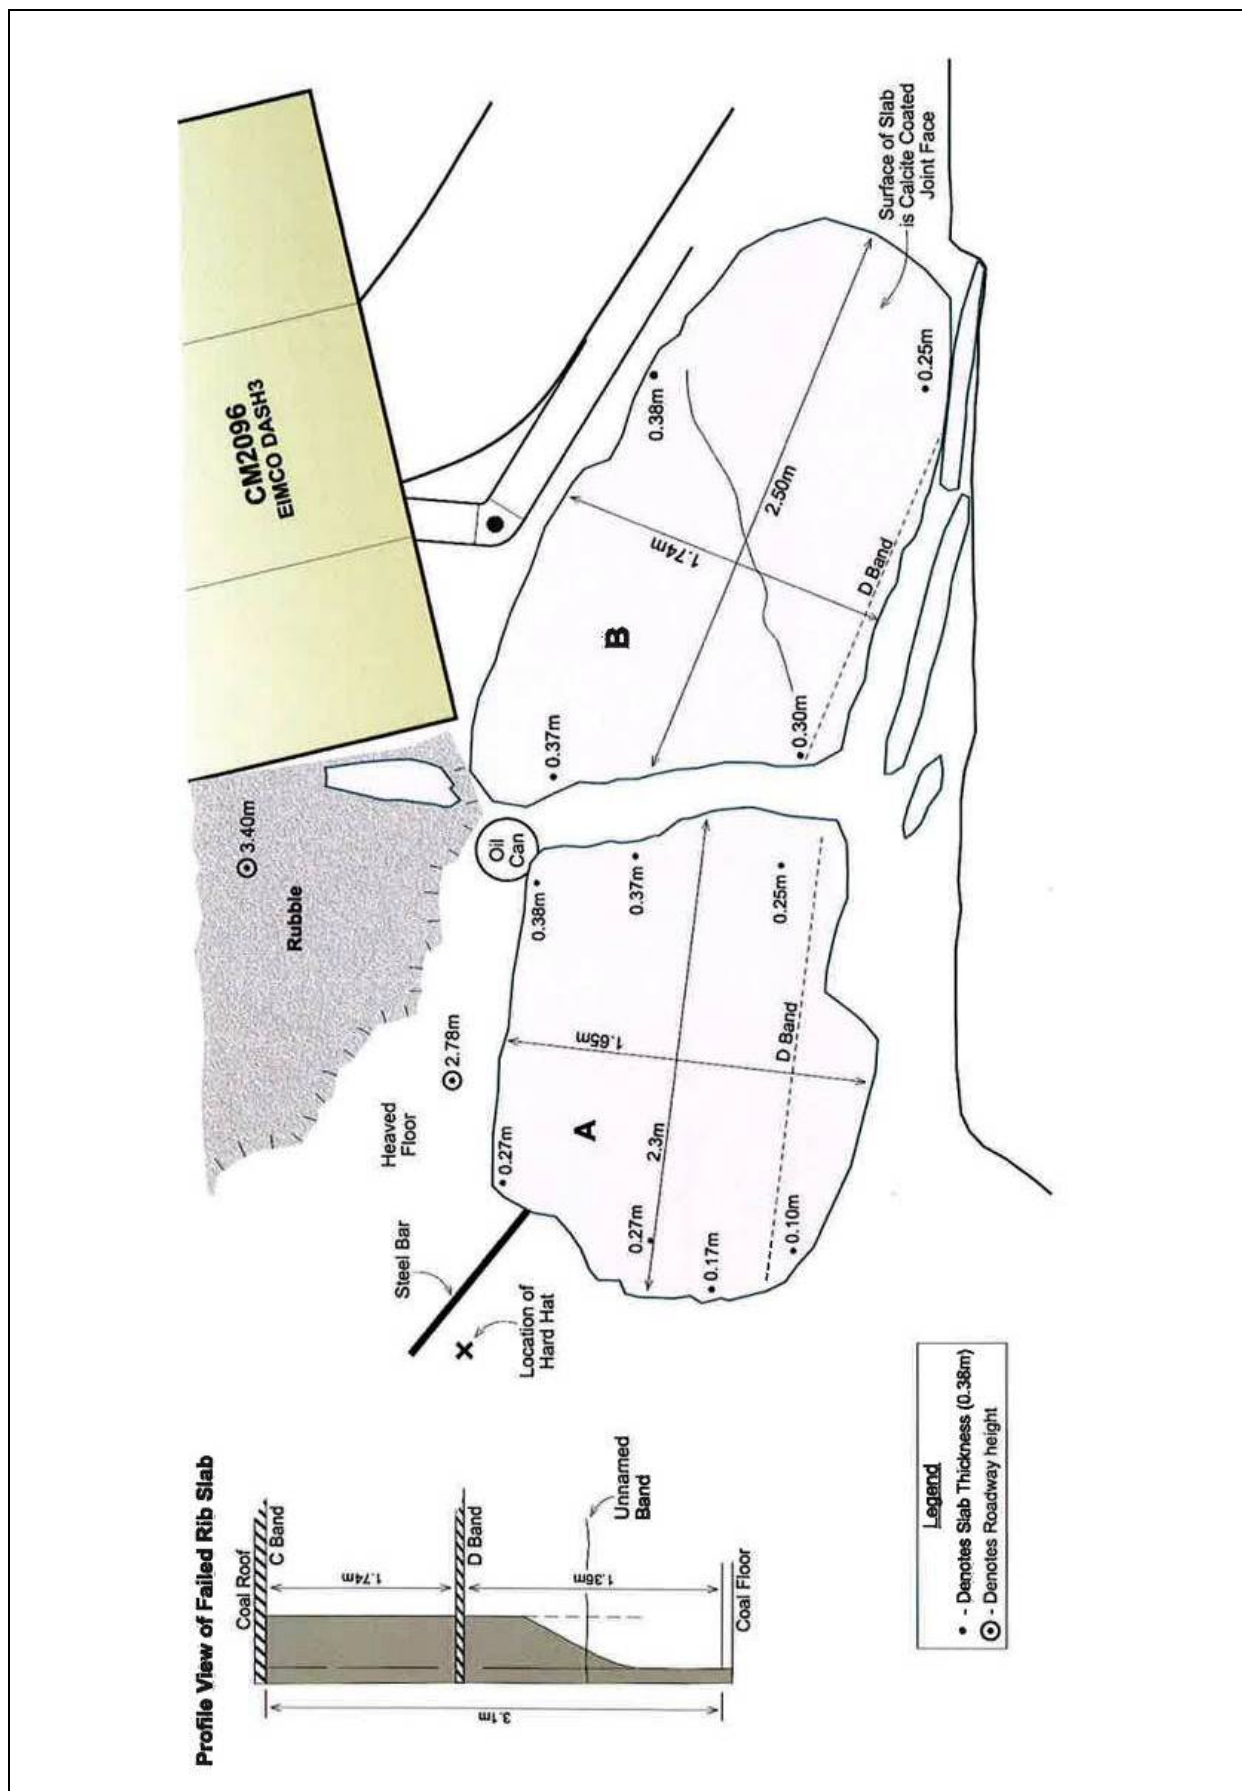 Profile View of Failed Rib Slab
Coal Roof
C Band
1.74m
D Band
1.36m
3.1m
Unnamed
Band
Coal Floor
Legend
• - Denotes Slab Thickness (0.38m)
- Denotes Roadway height
Steel Bar
Location of
Hard Hat
Heaved
Floor
2.78m
Rubble
3.40m
CM2096
EIMCO DASH3
Oil
Can
A
0.27m
0.27m
0.17m
0.10m
2.3m
1.65m
D Band
0.38m
0.37m
0.25m
B
0.37m
0.30m
1.74m
2.50m
D Band
0.38m
0.25m
Surface of Slab
is Calcite Coated
Joint Face